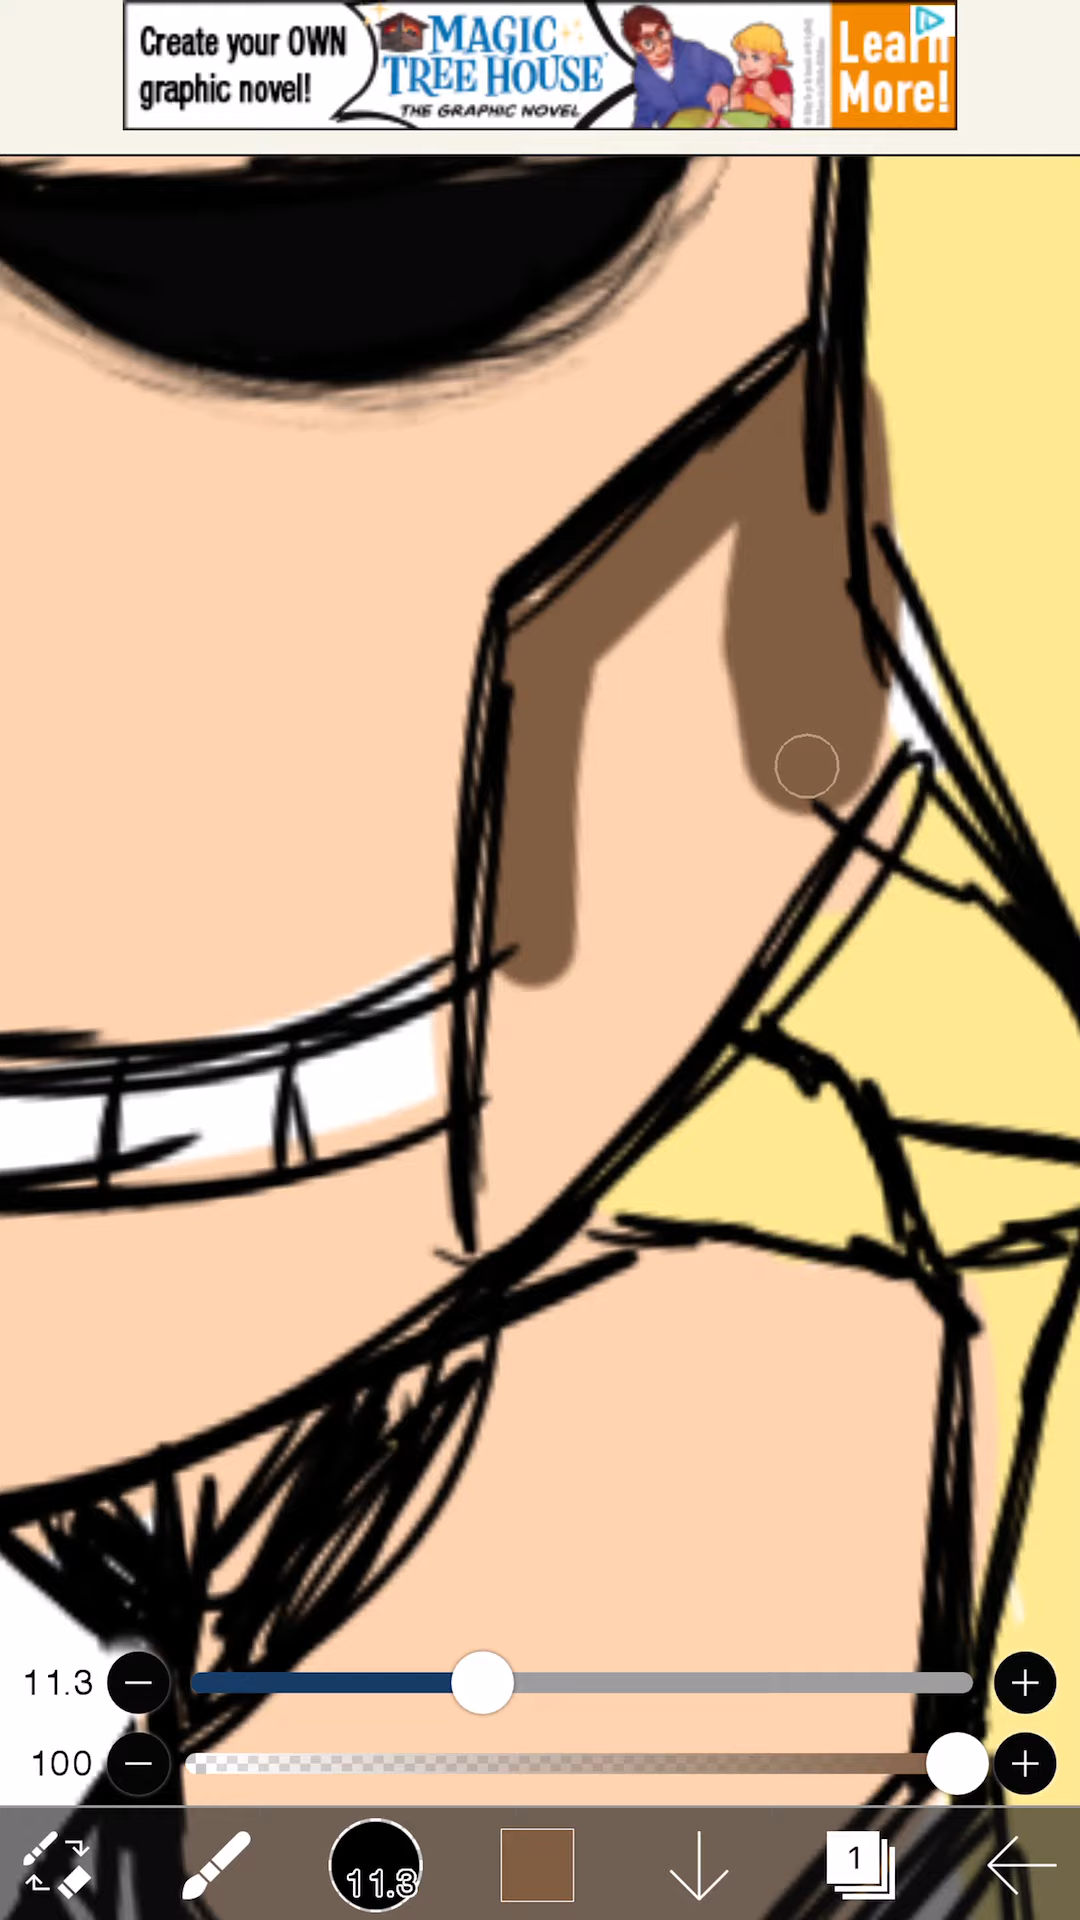 Create your OWN
graphic novel!
MAGIC
TREE HOUSE
THE GRAPHIC NOVEL
Learn
More!
11.3
100
11.3
1